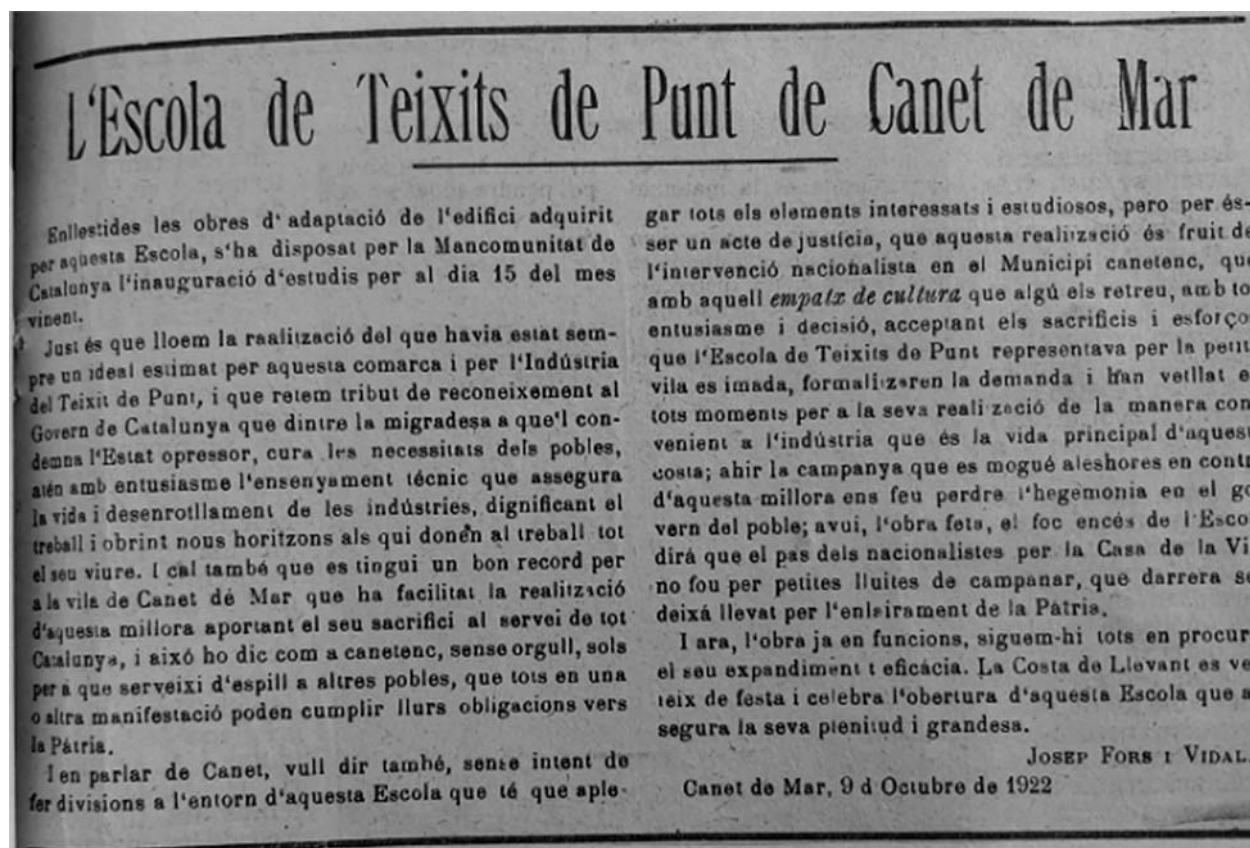 L'Escola de Teixits de Punt de Canet de Mar
Enllestides les obres d'adaptació de l'edifici adquirit
per aquesta Escola, s'ha disposat per la Mancomunitat de
Catalunya l'inauguració d'estudis per al dia 15 del mes
vinent.
Just és que lloem la raalització del que havia estat sem-
pre un ideal estimat per aquesta comarca i per l'Indústria
del Teixit de Punt, i que retem tribut de reconeixement al
Govern de Catalunya que dintre la migradesa a que'l con-
demna l'Estat opressor, cura les necessitats dels pobles,
atén amb entusiasme l'ensenyament técnic que assegura
la vida i desenrotllament de les indústries, dignificant el
treball i obrint nous horitzons als qui donen al treball tot
el seu viure. I cal també que es tingui un bon record per
a la vila de Canet de Mar que ha facilitat la realització
d'aquesta millora aportant el seu sacrifici al servei de tot
Catalunya, i aixó ho dic com a canetenc, sense orgull, sols
per a que serveixi d'espill a altres pobles, que tots en una
o altra manifestació poden cumplir llurs obligacions vers
la Pátria.
I en parlar de Canet, vull dir també, sense intent de
fer divisions a l'entorn d'aquesta Escola que té que aple-
gar tots els elements interessats i estudiosos, pero per és-
ser un acte de justícia, que aquesta realització és fruit de
l'intervenció nacionalista en el Municipi canetenc, que
amb aquell empatx de cultura que algú els retreu, amb to
entusiasme i decisió, acceptant els sacrificis i esforço
que l'Escola de Teixits de Punt representava per la petit
vila es imada, formalitzaren la demanda i han vetllat e
tots moments per a la seva reali zació de la manera con
venient a l'indústria que és la vida principal d'aquest
costa; ahir la campanya que es mogué aleshores en contr
d'aquesta millora ens feu perdre l'hegemonia en el go
vern del poble; avui, l'obra feta, el foc encés de l'Escol
dirá que el pas dels nacionalistes per la Casa de la Vi
no fou per petites lluites de campanar, que darrera se
deixá llevat per l'enlairament de la Pátria.
I ara, l'obra ja en funcions, siguem-hi tots en procur
el seu expandiment i eficácia. La Costa de Llevant es ve
teix de festa i celebra l'obertura d'aquesta Escola que a
segura la seva plenitud i grandesa.
Josep Fors i Vidal.
Canet de Mar, 9 d Octubre de 1922